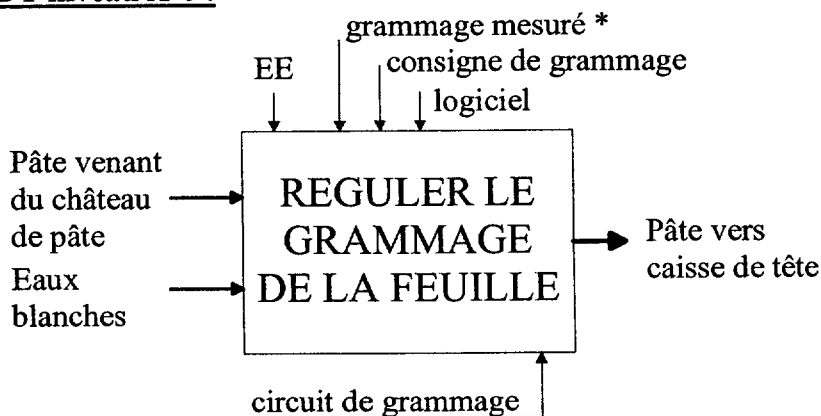 grammage mesuré *
EE
consigne de grammage
logiciel
Pâte venant
du château
de pâte
Eaux
blanches
REGULER LE
GRAMMAGE
DE LA FEUILLE
Pâte vers
caisse de tête
circuit de grammage